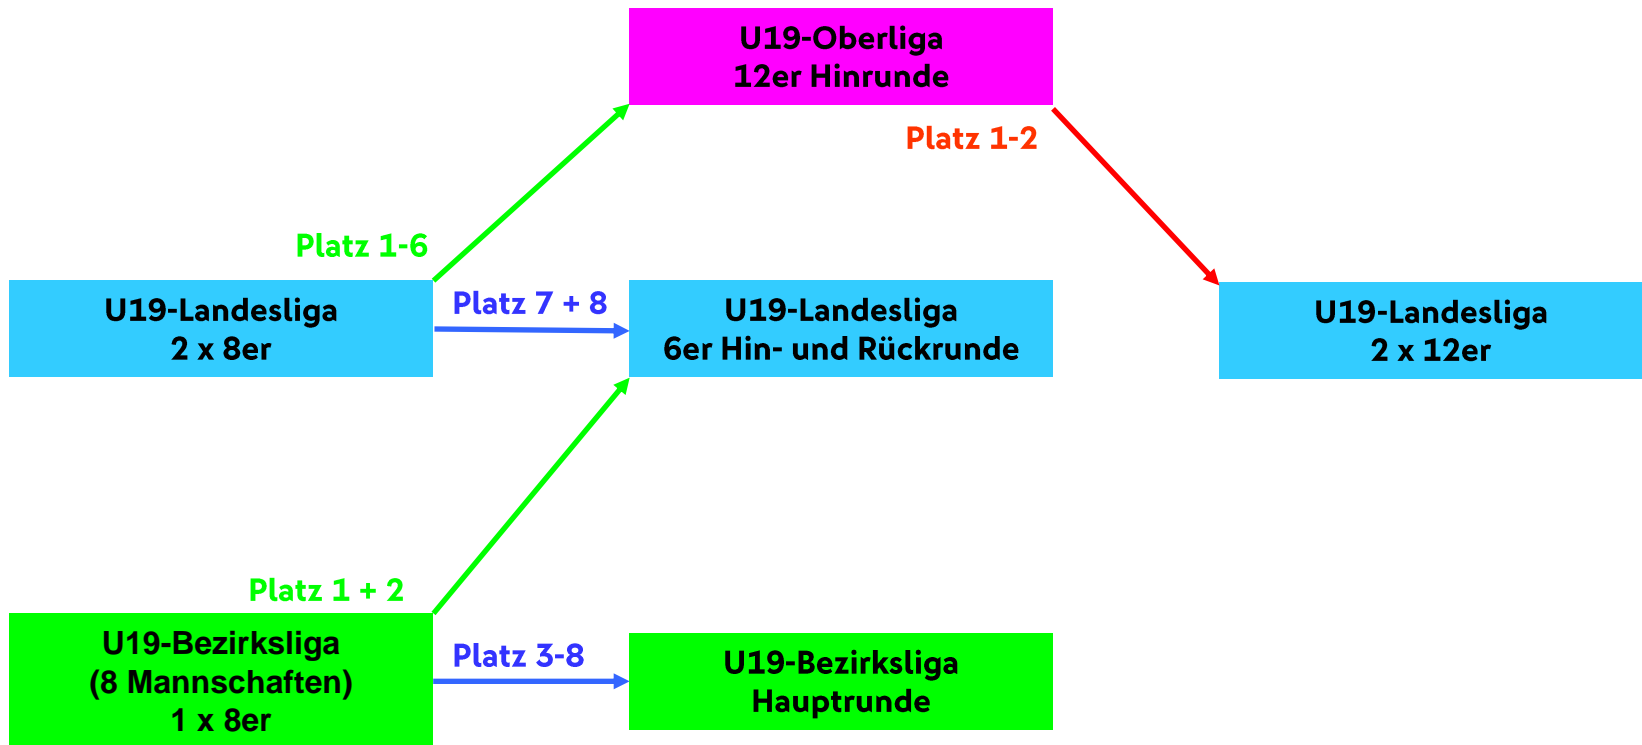 U19-Oberliga
12er Hinrunde
Platz 1-2
Platz 1-6
U19-Landesliga
2 x 8er
Platz 7 + 8
U19-Landesliga
6er Hin- und Rückrunde
U19-Landesliga
2 x 12er
Platz 1 + 2
U19-Bezirksliga
(8 Mannschaften)
1 x 8er
Platz 3-8
U19-Bezirksliga
Hauptrunde